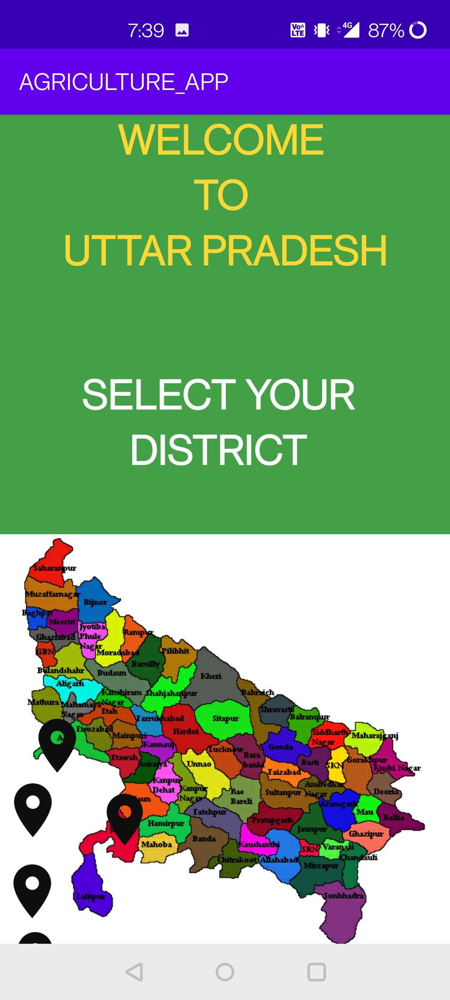 7:39 Vo LTE 4G 87%
AGRICULTURE_APP
WELCOME
TO
UTTAR PRADESH
SELECT YOUR
DISTRICT
Saharanpur
Muzaffarnagar
Bijnor
Baghpat
Meerut
Jyotiba
Phule
Nagar
Ghaziabad
Rampur
GBN
Moradabad
Pilibhit
Bareilly
Bulandshahr
Budaun
Kheri
Aligarh
Kanshiram
Nagar
Shahjahanpur
Bahraich
Mathura
Mahamaya
Nagar
Etah
Shravasti
Farrukhabad
Sitapur
Balrampur
Firozabad
Mainpuri
Hardoi
Siddharth
Nagar
Maharajganj
Kannauj
Lucknow
Gonda
Etawah
Auraiya
Unnao
Bara
banki
Basti
SKN
Gorakhpur
Kushi Nagar
Faizabad
Kanpur
Dehat
Kanpur
Nagar
Rae
Bareli
Sultanpur
Ambedkar
Nagar
Deoria
Azamgarh
Fatehpur
Mau
Ballia
Pratapgarh
Hamirpur
Jaunpur
Ghazipur
Banda
Mahoba
Kaushambi
SRN
Varanasi
Chandauli
Chitrakoot
Allahabad
Mirzapur
Lalitpur
Sonbhadra